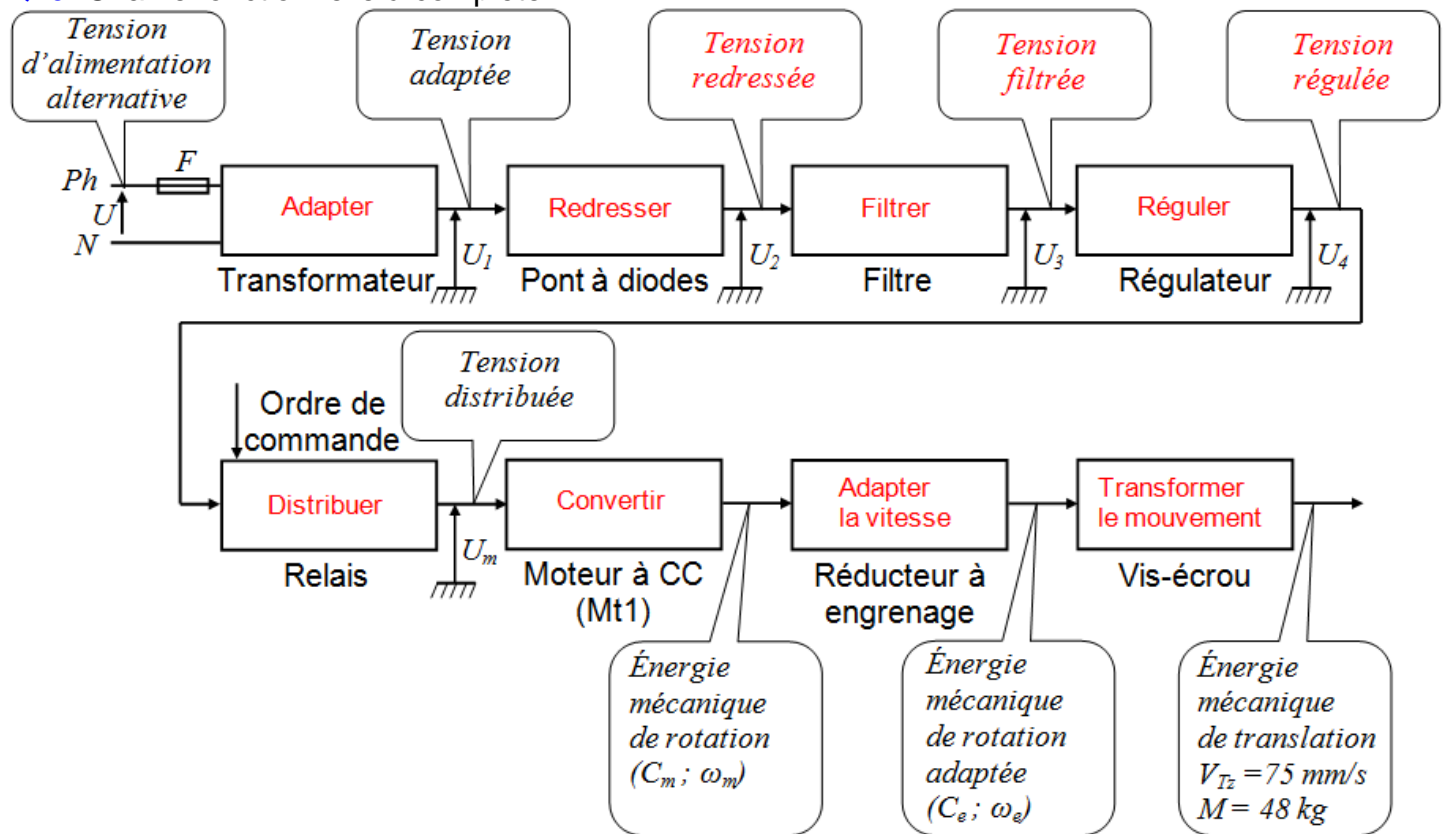 Tension
d'alimentation
alternative
Tension
adaptée
Tension
redressée
Tension
filtrée
Tension
régulée
Ph
F
U
N
Adapter
Redresser
Filtrer
Réguler
U1
U2
U3
U4
Transformateur
Pont à diodes
Filtre
Régulateur
Tension
distribuée
Ordre de
commande
Distribuer
Convertir
Adapter
la vitesse
Transformer
le mouvement
Um
Relais
Moteur à CC
(Mt1)
Réducteur à
engrenage
Vis-écrou
Énergie
mécanique
de rotation
(Cm ; ωm)
Énergie
mécanique
de rotation
adaptée
(Ce ; ωe)
Énergie
mécanique
de translation
VTz =75 mm/s
M= 48 kg